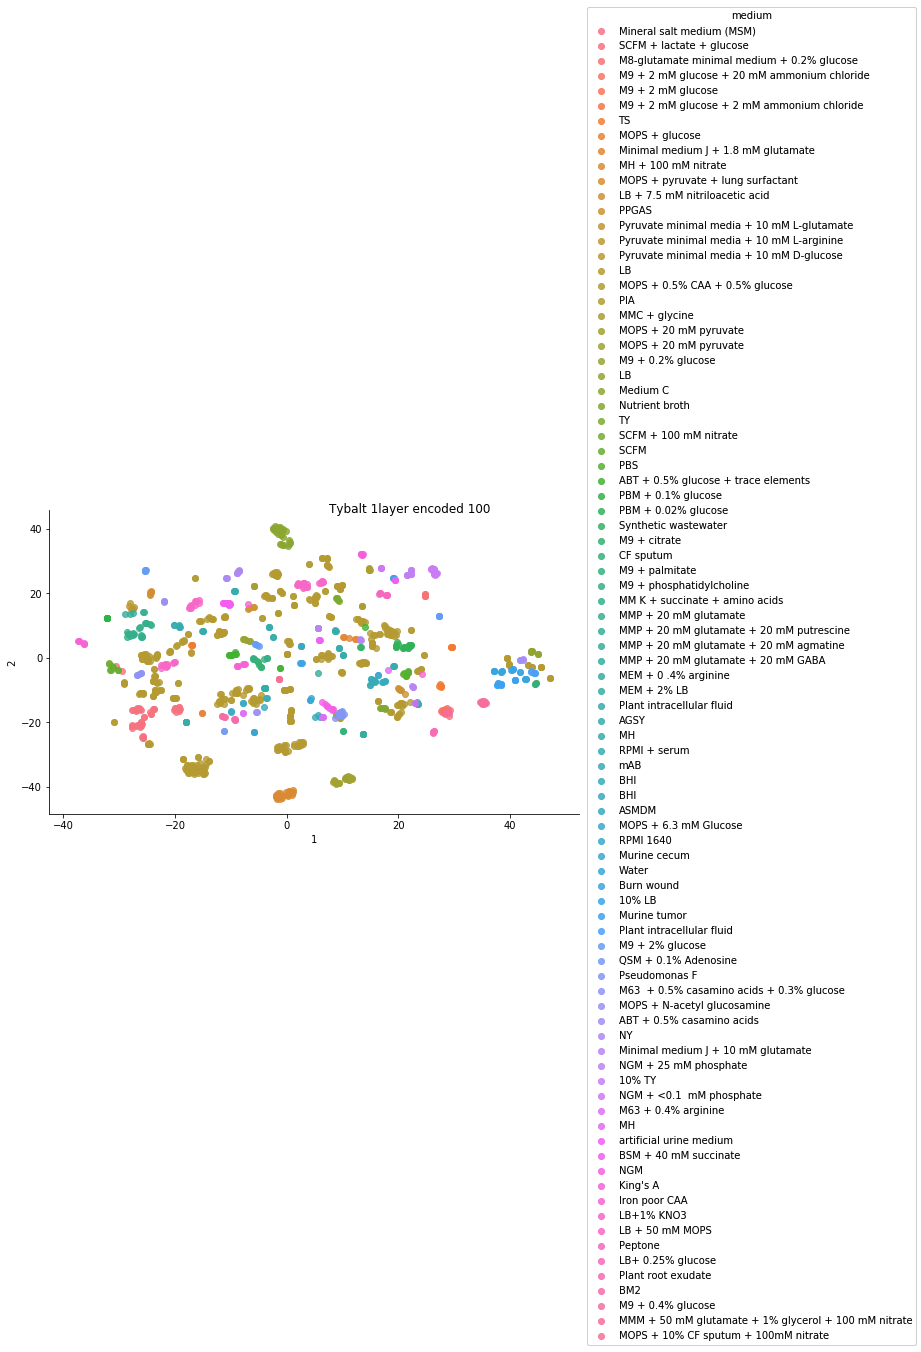 medium
Mineral salt medium (MSM)
SCFM + lactate + glucose
M8-glutamate minimal medium + 0.2% glucose
M9 + 2 mM glucose + 20 mM ammonium chloride
M9 + 2 mM glucose
M9 + 2 mM glucose + 2 mM ammonium chloride
TS
MOPS + glucose
Minimal medium J + 1.8 mM glutamate
MH + 100 mM nitrate
MOPS + pyruvate + lung surfactant
LB + 7.5 mM nitriloacetic acid
PPGAS
Pyruvate minimal media + 10 mM L-glutamate
Pyruvate minimal media + 10 mM L-arginine
Pyruvate minimal media + 10 mM D-glucose
LB
MOPS + 0.5% CAA + 0.5% glucose
PIA
MMC + glycine
MOPS + 20 mM pyruvate
MOPS + 20 mM pyruvate
M9 + 0.2% glucose
LB
Medium C
Nutrient broth
TY
SCFM + 100 mM nitrate
SCFM
PBS
ABT + 0.5% glucose + trace elements
PBM + 0.1% glucose
PBM + 0.02% glucose
Synthetic wastewater
M9 + citrate
CF sputum
M9 + palmitate
M9 + phosphatidylcholine
MM K + succinate + amino acids
MMP + 20 mM glutamate
MMP + 20 mM glutamate + 20 mM putrescine
MMP + 20 mM glutamate + 20 mM agmatine
MMP + 20 mM glutamate + 20 mM GABA
MEM + 0 .4% arginine
MEM + 2% LB
Plant intracellular fluid
AGSY
MH
RPMI + serum
mAB
BHI
BHI
ASMDM
MOPS + 6.3 mM Glucose
RPMI 1640
Murine cecum
Water
Burn wound
10% LB
Murine tumor
Plant intracellular fluid
M9 + 2% glucose
QSM + 0.1% Adenosine
Pseudomonas F
M63  + 0.5% casamino acids + 0.3% glucose
MOPS + N-acetyl glucosamine
ABT + 0.5% casamino acids
NY
Minimal medium J + 10 mM glutamate
NGM + 25 mM phosphate
10% TY
NGM + <0.1  mM phosphate
M63 + 0.4% arginine
MH
artificial urine medium
BSM + 40 mM succinate
NGM
King's A
Iron poor CAA
LB+1% KNO3
LB + 50 mM MOPS
Peptone
LB+ 0.25% glucose
Plant root exudate
BM2
M9 + 0.4% glucose
MMM + 50 mM glutamate + 1% glycerol + 100 mM nitrate
MOPS + 10% CF sputum + 100mM nitrate
Tybalt 1layer encoded 100
40
20
0
−20
−40
2
−40 −20 0 20 40
1